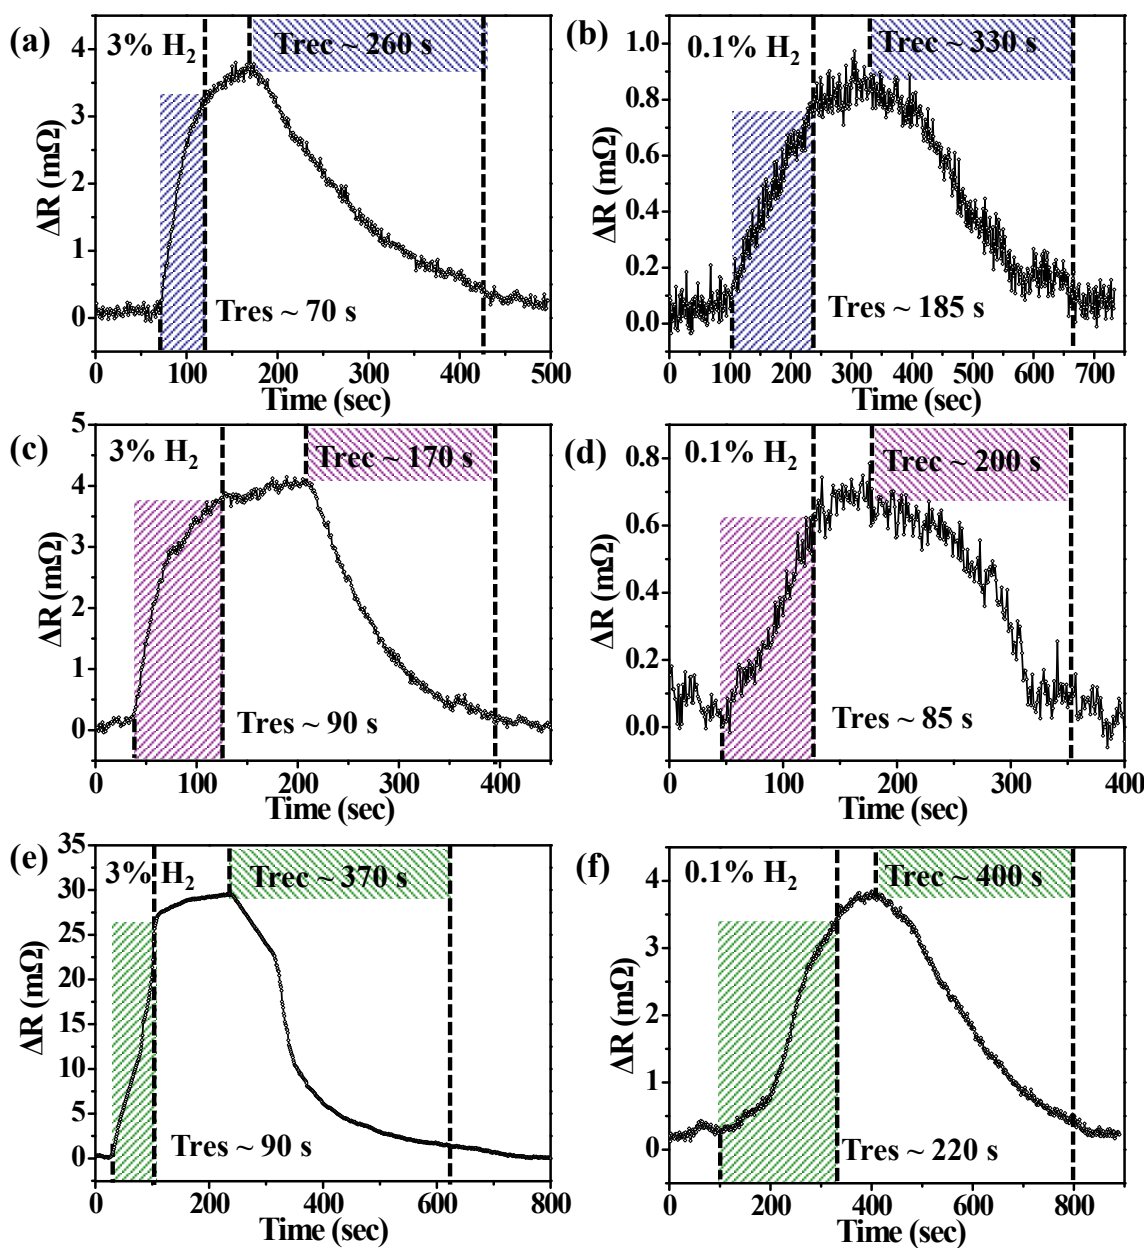 (a)
3% H2
Trec ~ 260 s
Tres ~ 70 s
ΔR (mΩ)
4
3
2
1
0
0 100 200 300 400 500
Time (sec)
(b)
0.1% H2
Trec ~ 330 s
Tres ~ 185 s
ΔR (mΩ)
1.0
0.8
0.6
0.4
0.2
0.0
0 100 200 300 400 500 600 700
Time (sec)
(c)
3% H2
Trec ~ 170 s
Tres ~ 90 s
ΔR (mΩ)
5
4
3
2
1
0
0 100 200 300 400
Time (sec)
(d)
0.1% H2
Trec ~ 200 s
Tres ~ 85 s
ΔR (mΩ)
0.8
0.6
0.4
0.2
0.0
0 100 200 300 400
Time (sec)
(e)
3% H2
Trec ~ 370 s
Tres ~ 90 s
ΔR (mΩ)
35
30
25
20
15
10
5
0
0 200 400 600 800
Time (sec)
(f)
0.1% H2
Trec ~ 400 s
Tres ~ 220 s
ΔR (mΩ)
4
3
2
1
0
0 200 400 600 800
Time (sec)